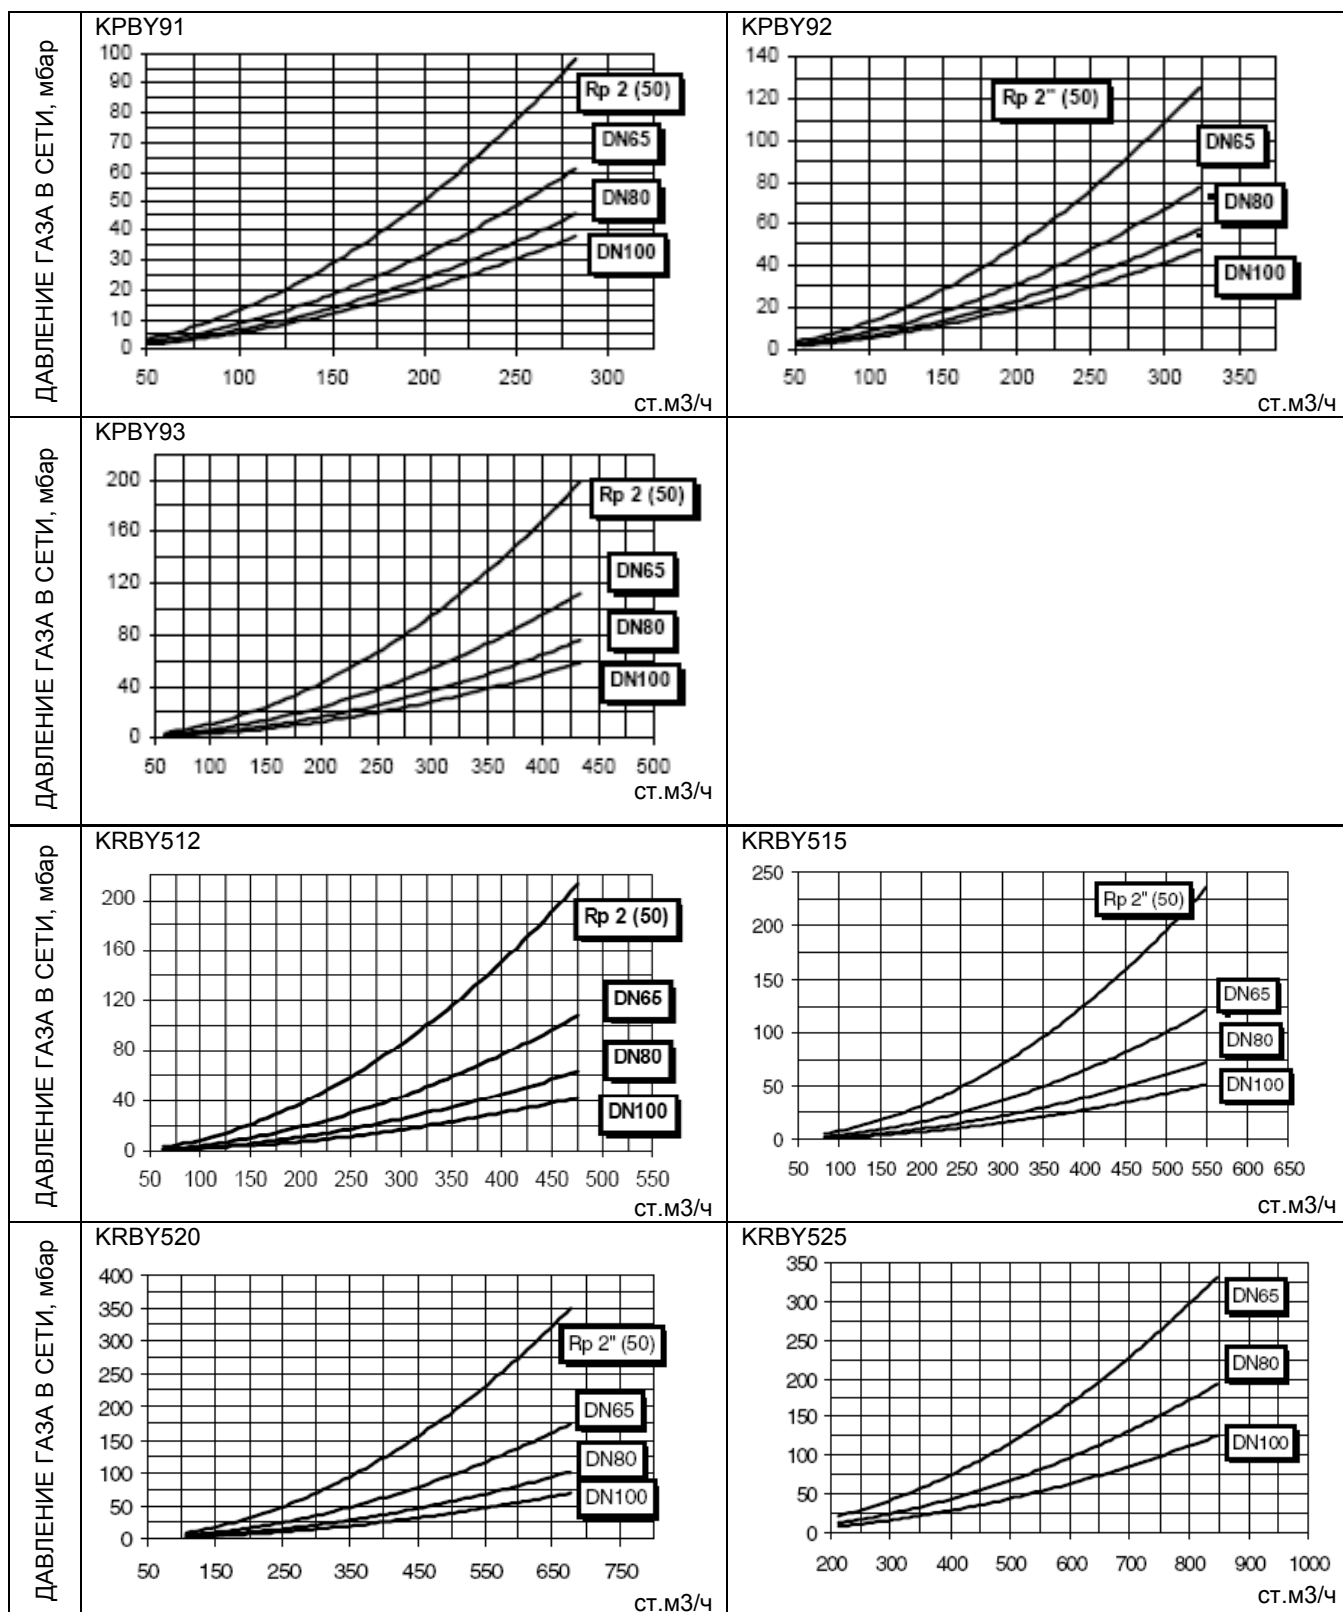 ДАВЛЕНИЕ ГАЗА В СЕТИ, мбар
KPBY91
100
90
80
70
60
50
40
30
20
10
0
Rp 2 (50)
DN65
DN80
DN100
50 100 150 200 250 300
ст.м3/ч
KPBY92
140
120
100
80
60
40
20
0
Rp 2" (50)
DN65
DN80
DN100
50 100 150 200 250 300 350
ст.м3/ч
ДАВЛЕНИЕ ГАЗА В СЕТИ, мбар
KPBY93
200
160
120
80
40
0
Rp 2 (50)
DN65
DN80
DN100
50 100 150 200 250 300 350 400 450 500
ст.м3/ч
ДАВЛЕНИЕ ГАЗА В СЕТИ, мбар
KRBY512
200
160
120
80
40
0
Rp 2 (50)
DN65
DN80
DN100
50 100 150 200 250 300 350 400 450 500 550
ст.м3/ч
KRBY515
250
200
150
100
50
0
Rp 2" (50)
DN65
DN80
DN100
50 100 150 200 250 300 350 400 450 500 550 600 650
ст.м3/ч
ДАВЛЕНИЕ ГАЗА В СЕТИ, мбар
KRBY520
400
350
300
250
200
150
100
50
0
Rp 2" (50)
DN65
DN80
DN100
50 150 250 350 450 550 650 750
ст.м3/ч
KRBY525
350
300
250
200
150
100
50
0
DN65
DN80
DN100
200 300 400 500 600 700 800 900 1000
ст.м3/ч